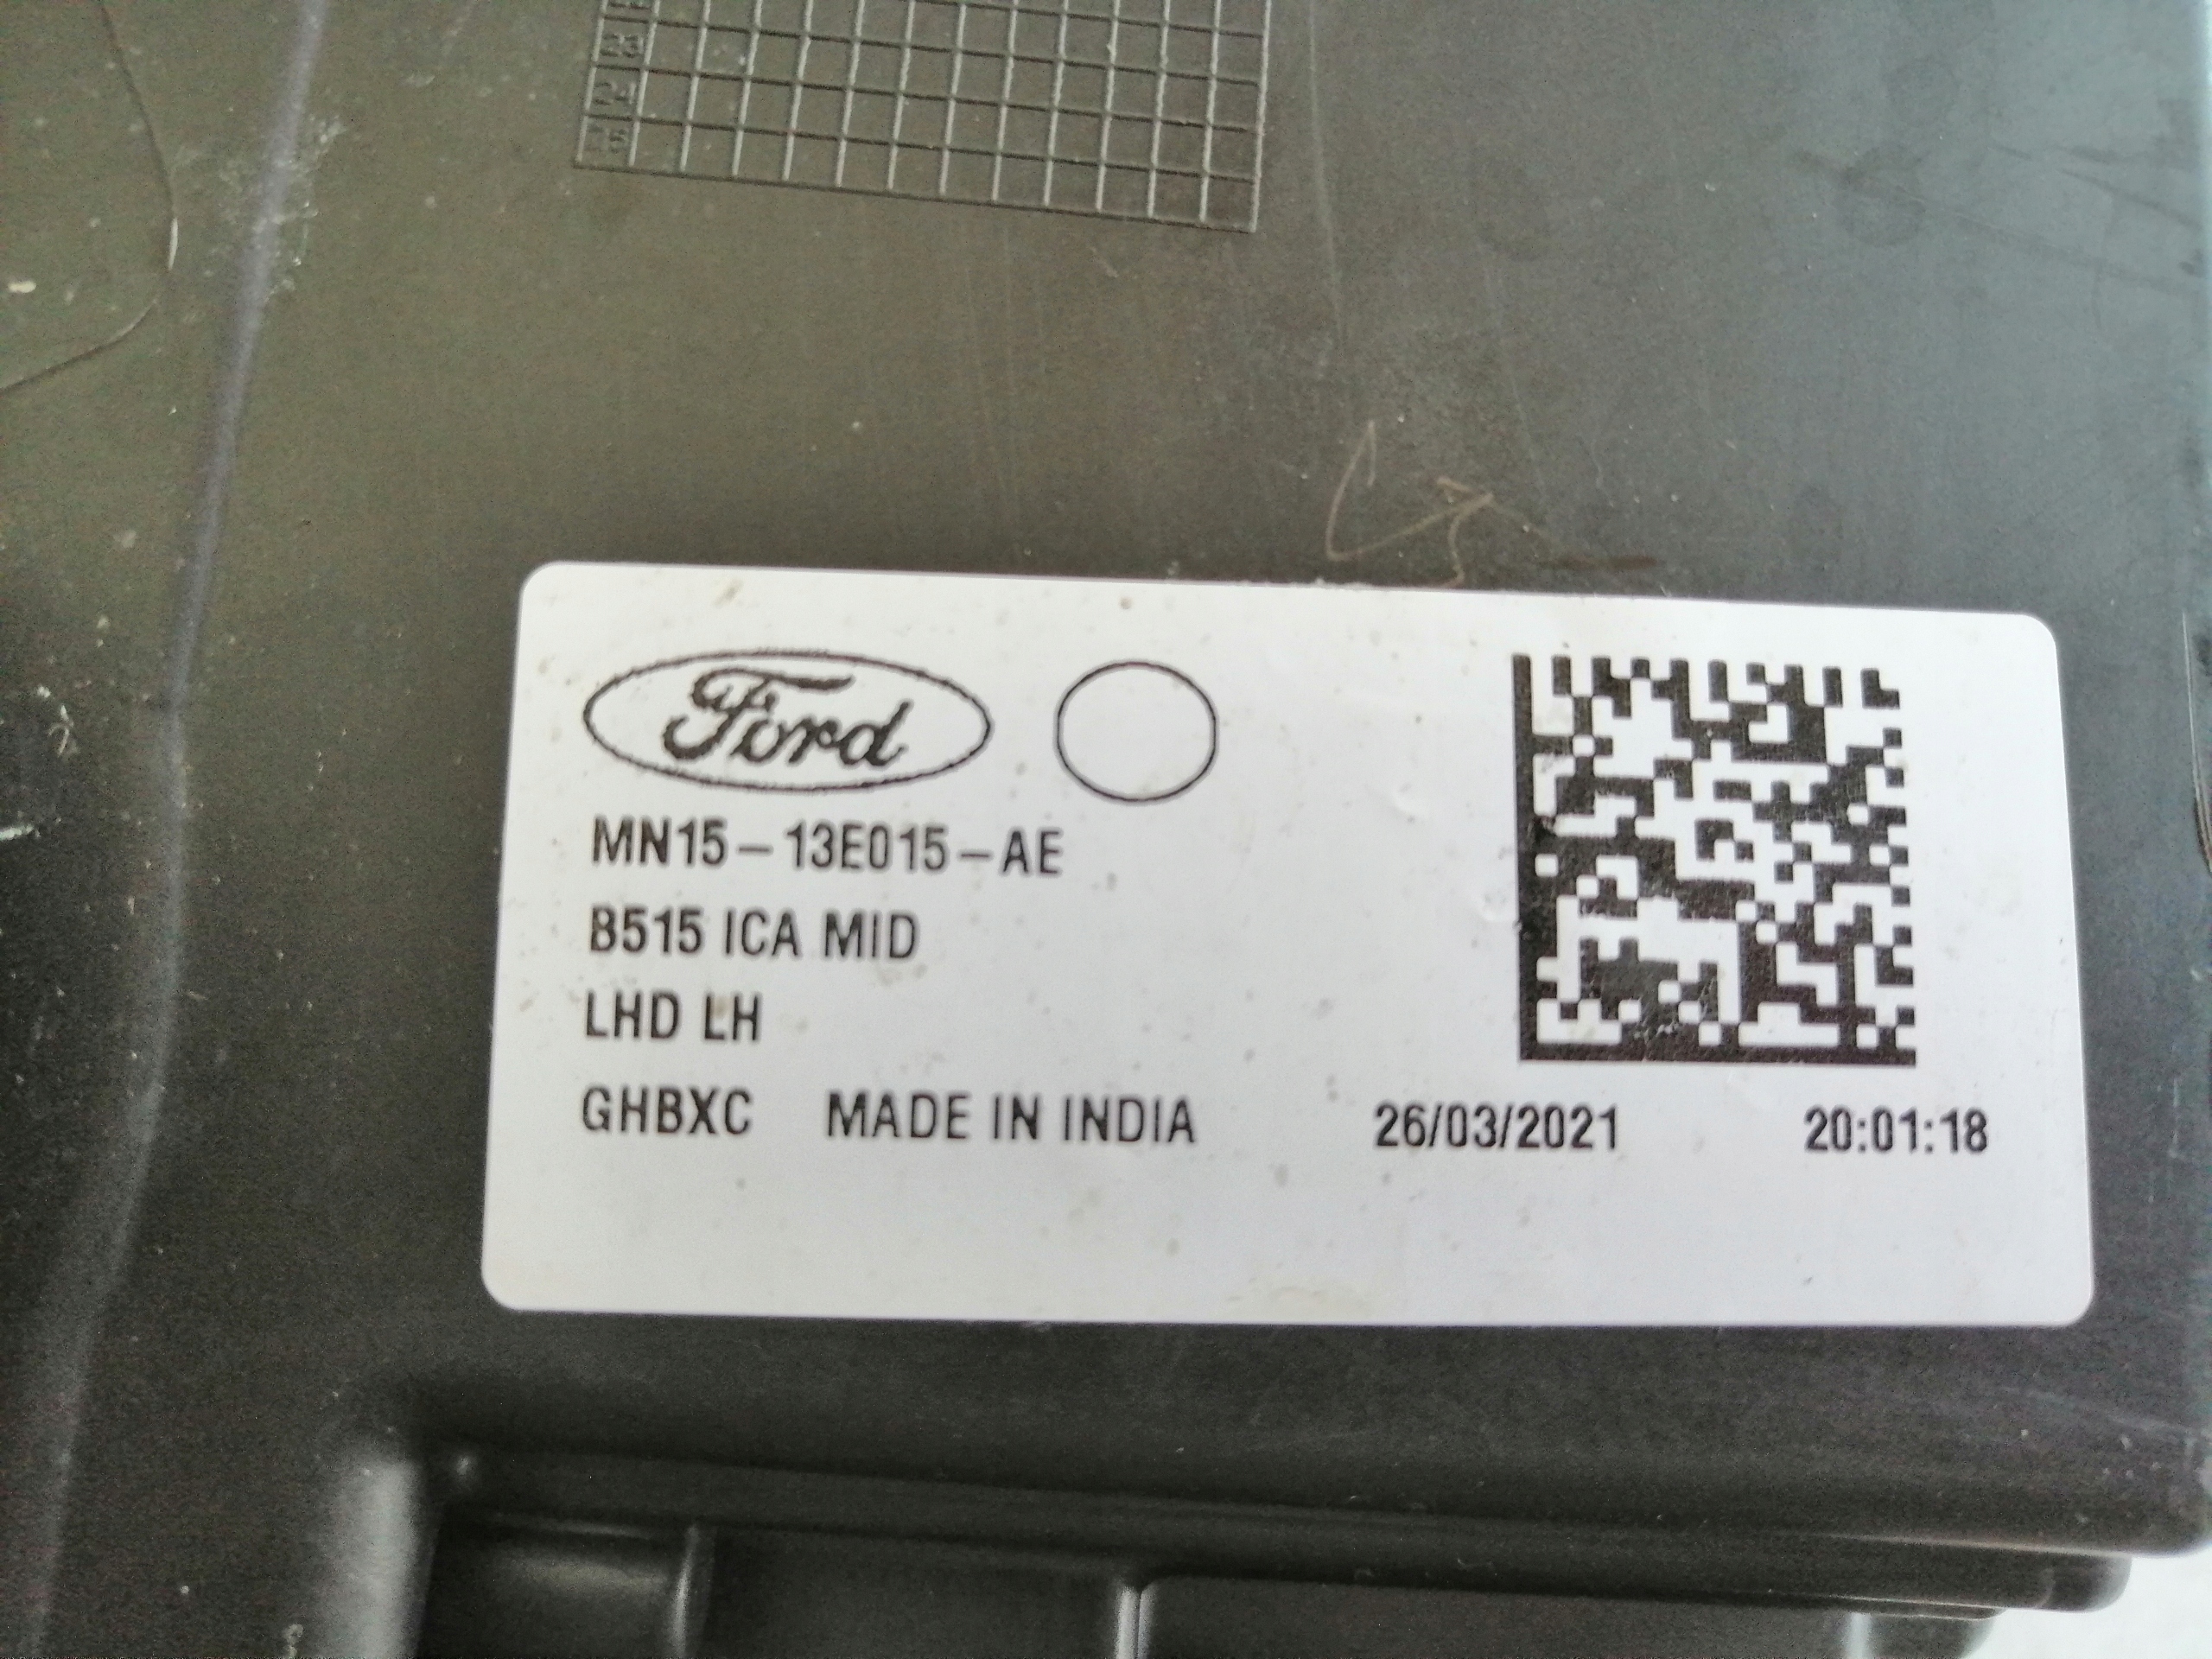 Ford
MN15-13E015-AE
B515 ICA MID
LHD LH
GHBXC MADE IN INDIA 26/03/2021 20:01:18